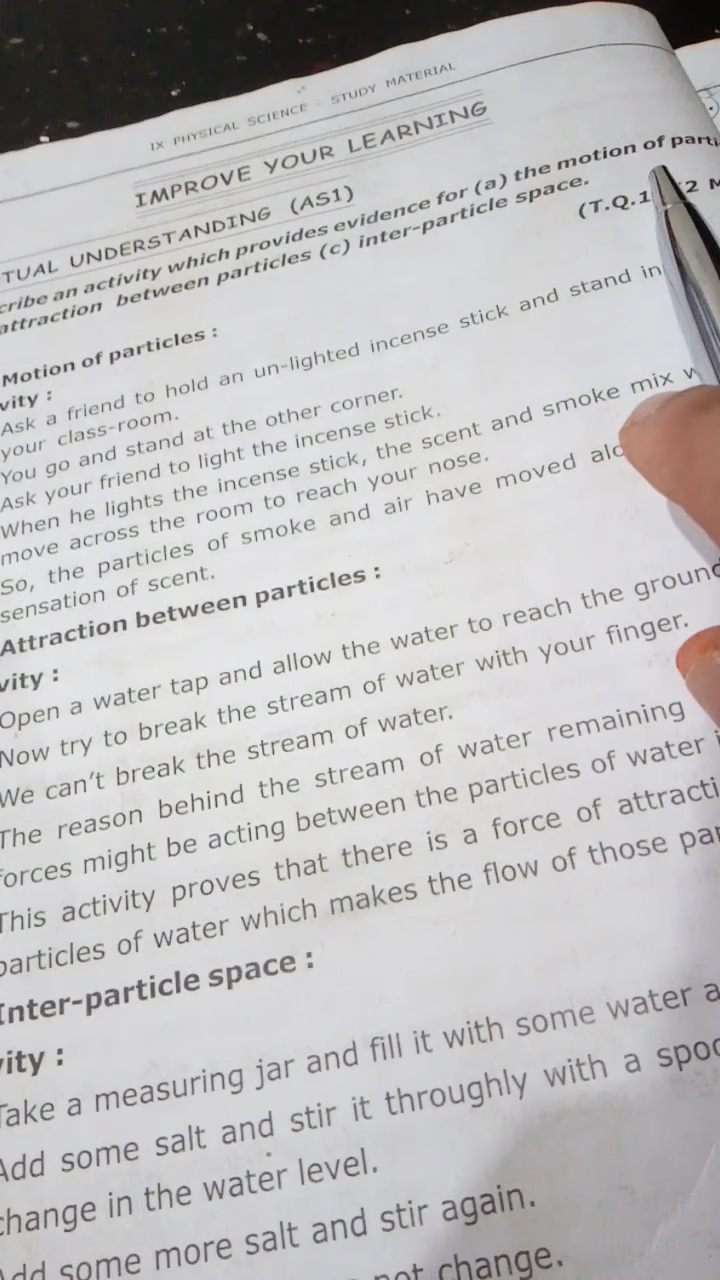 IX PHYSICAL SCIENCE - STUDY MATERIAL
IMPROVE YOUR LEARNING
TUAL UNDERSTANDING (AS1)
cribe an activity which provides evidence for (a) the motion of parti
attraction between particles (c) inter-particle space.
(T.Q.1 2 M
Motion of particles :
vity :
Ask a friend to hold an un-lighted incense stick and stand in
your class-room.
You go and stand at the other corner.
Ask your friend to light the incense stick.
When he lights the incense stick, the scent and smoke mix w
move across the room to reach your nose.
So, the particles of smoke and air have moved alo
sensation of scent.
Attraction between particles :
vity :
Open a water tap and allow the water to reach the ground
Now try to break the stream of water with your finger.
We can't break the stream of water.
The reason behind the stream of water remaining
forces might be acting between the particles of water i
This activity proves that there is a force of attracti
particles of water which makes the flow of those par
Inter-particle space :
vity :
Take a measuring jar and fill it with some water a
Add some salt and stir it throughly with a spoo
change in the water level.
Add some more salt and stir again.
not change.